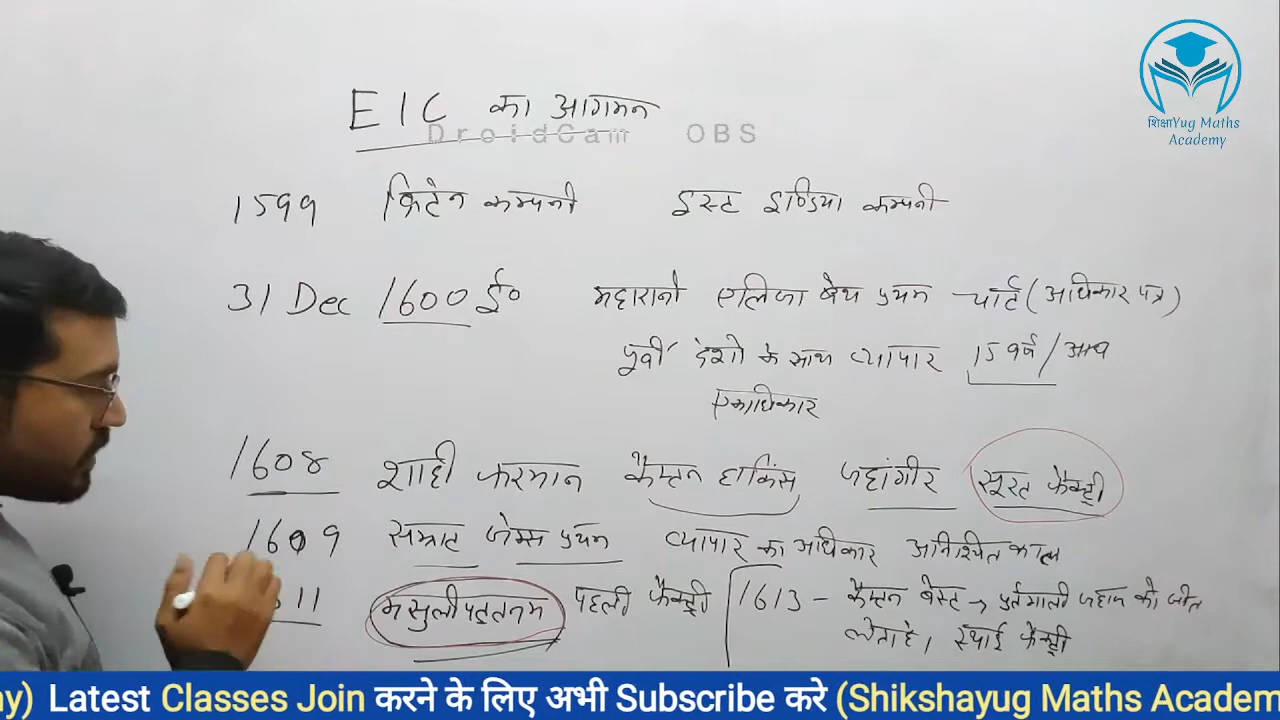 शिक्षाYug Maths
Academy
EIC का आगमन
DroidCam OBS
1599 ब्रिटेन कम्पनी ईस्ट इण्डिया कम्पनी
31 Dec 1600 ई० महारानी एलिजा बेथ प्रथम चार्ट (अधिकार पत्र)
पूर्वी देशो के साथ व्यापार 15 वर्ष /
एकाधिकार
1608 शाही फरमान कैप्टन हाकिंस जहांगीर सूरत फैक्ट्री
1609 सम्राट जेम्स प्रथम व्यापार का अधिकार अनिश्चित काल
11 मसुलीपट्टनम पहली फैक्ट्री 1613 - कैप्टन बेस्ट → पुर्तगाली जहाज को जीत
लेता है। स्थाई फैक्ट्री
y) Latest Classes Join करने के लिए अभी Subscribe करे (Shikshayug Maths Academ